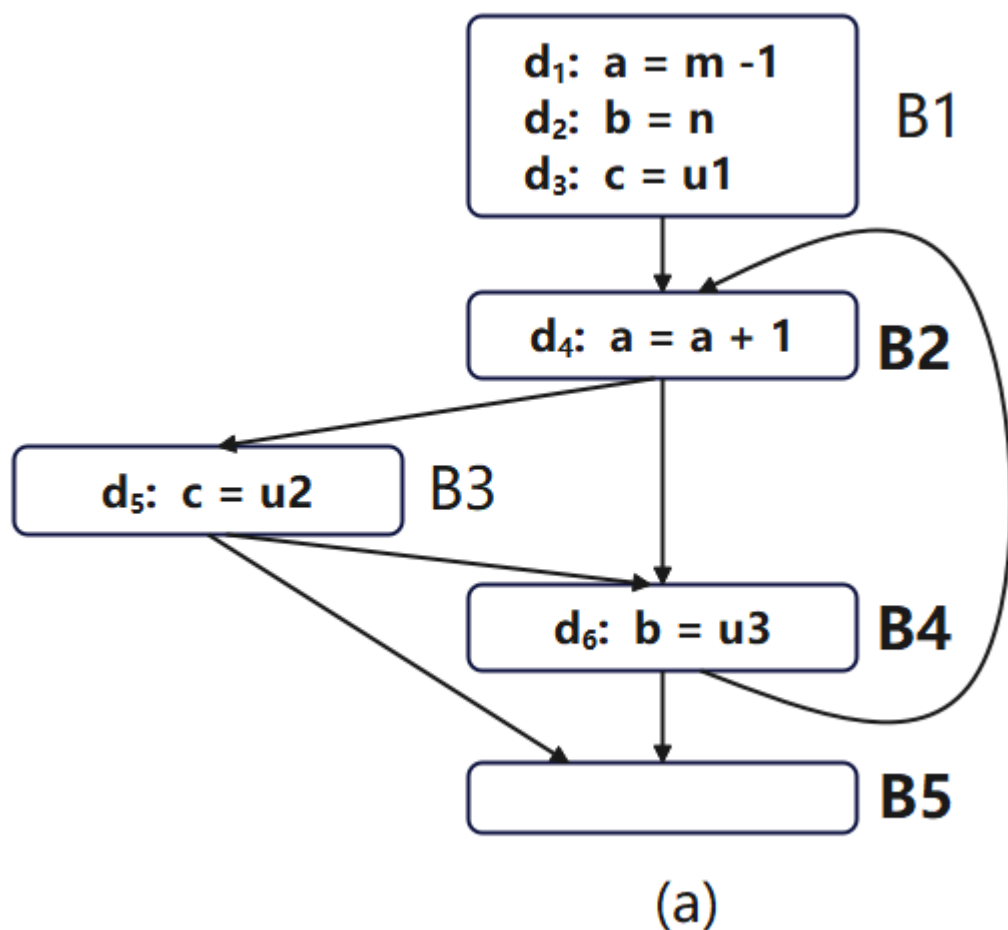 d₁: a = m -1
d₂: b = n
d₃: c = u1
B1
d₄: a = a + 1
B2
d₅: c = u2
B3
d₆: b = u3
B4
B5
(a)